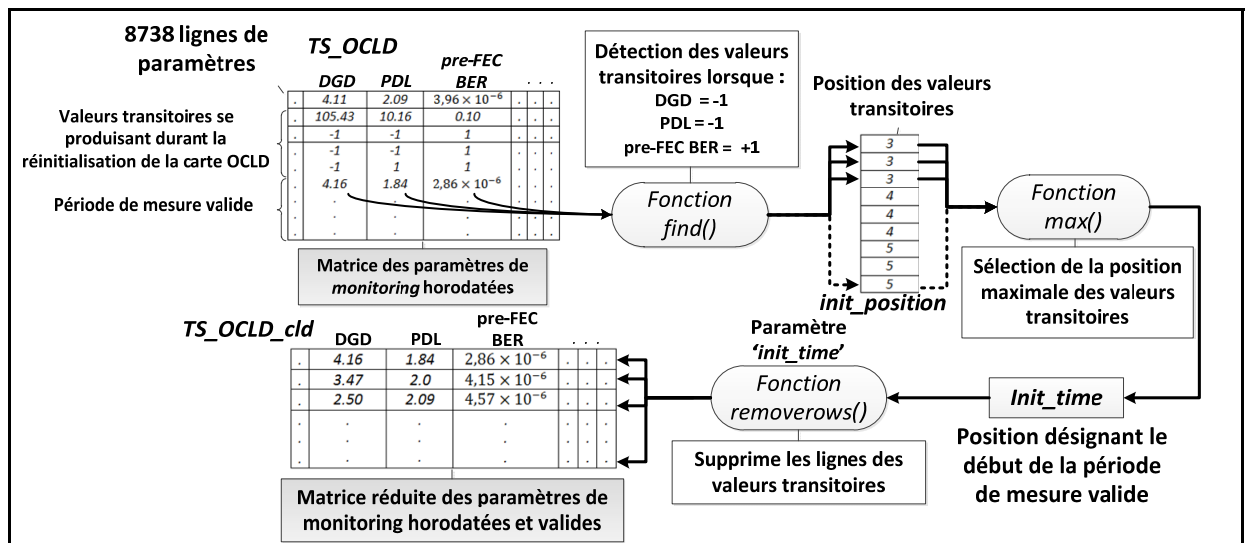 8738 lignes de
paramètres
TS_OCLD
DGD PDL pre-FEC BER . . .
. 4.11 2.09 3,96 × 10⁻⁶ . . .
. 105.43 10.16 0.10 . . .
. -1 -1 1 . . .
. -1 -1 1 . . .
. -1 1 1 . . .
. 4.16 1.84 2,86 × 10⁻⁶ . . .
. . . . . . .
. . . . . . .
. . . . . . .
Valeurs transitoires se
produisant durant la
réinitialisation de la carte OCLD
Période de mesure valide
Matrice des paramètres de
monitoring horodatées
Détection des valeurs
transitoires lorsque :
DGD = -1
PDL = -1
pre-FEC BER = +1
Fonction
find()
Position des valeurs
transitoires
3
3
3
4
4
4
5
5
5
init_position
Fonction
max()
Sélection de la position
maximale des valeurs
transitoires
Init_time
Position désignant le
début de la période
de mesure valide
Paramètre
‘init_time’
Fonction
removerows()
Supprime les lignes des
valeurs transitoires
TS_OCLD_cld
DGD PDL pre-FEC BER . . .
. 4.16 1.84 2,86 × 10⁻⁶ . . .
. 3.47 2.0 4,15 × 10⁻⁶ . . .
. 2.50 2.09 4,57 × 10⁻⁶ . . .
. . . . . . .
. . . . . . .
. . . . . . .
Matrice réduite des paramètres de
monitoring horodatées et valides